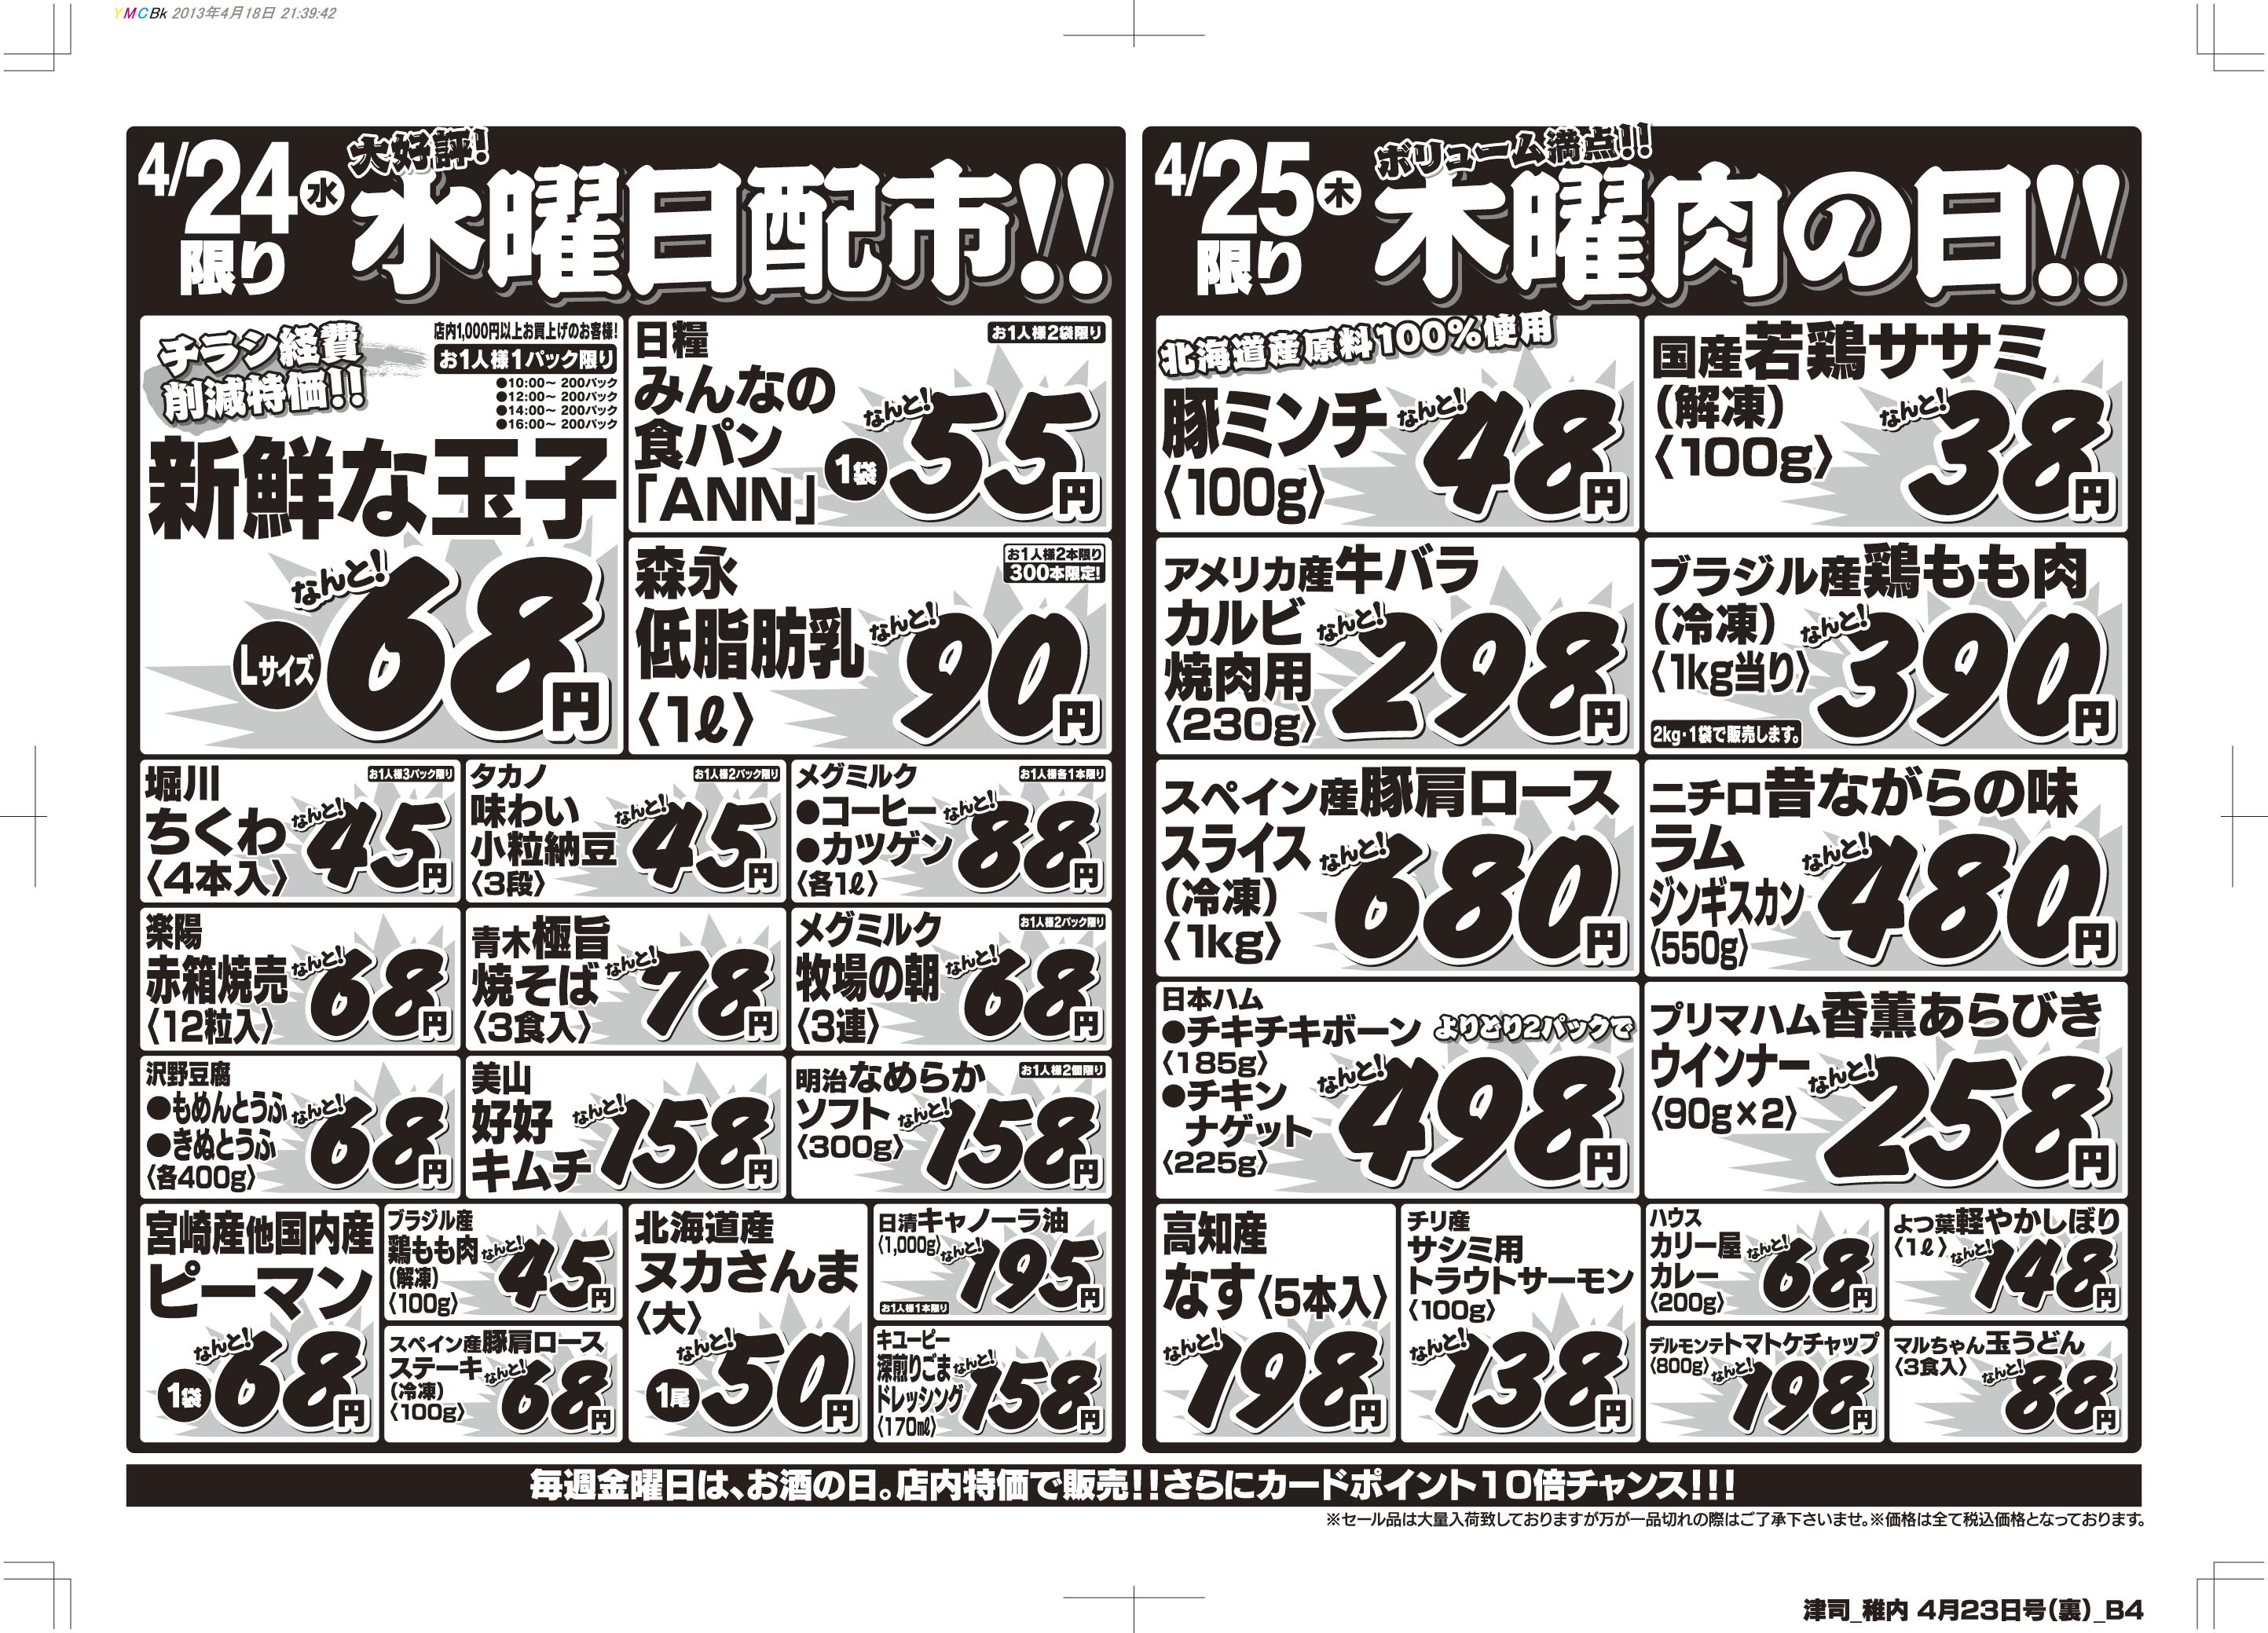 YMCBk 2013年4月18日 21:39:42
4/24水
限り
大好評!
水曜日配市!!
チラシ経費
削減特価!!
店内1,000円以上お買上げのお客様!
お1人様1パック限り
●10:00〜 200パック
●12:00〜 200パック
●14:00〜 200パック
●16:00〜 200パック
新鮮な玉子
なんと!
Lサイズ
68円
日糧
お1人様2袋限り
みんなの
食パン
「ANN」
なんと!
1袋
55円
森永
お1人様2本限り
300本限定!
低脂肪乳
〈1ℓ〉
なんと!
90円
堀川
お1人様3パック限り
ちくわ
〈4本入〉
なんと!
45円
タカノ
お1人様2パック限り
味わい
小粒納豆
〈3段〉
なんと!
45円
メグミルク
お1人様各1本限り
●コーヒー
●カツゲン
〈各1ℓ〉
なんと!
88円
楽陽
赤箱焼売
〈12粒入〉
なんと!
68円
青木極旨
焼そば
〈3食入〉
なんと!
78円
メグミルク
お1人様2パック限り
牧場の朝
〈3連〉
なんと!
68円
沢野豆腐
●もめんとうふ
●きぬとうふ
〈各400g〉
なんと!
68円
美山
好好
キムチ
なんと!
158円
明治なめらか
お1人様2個限り
ソフト
〈300g〉
なんと!
158円
宮崎産他国内産
ピーマン
なんと!
1袋
68円
ブラジル産
鶏もも肉
(解凍)
〈100g〉
なんと!
45円
スペイン産豚肩ロース
ステーキ
(冷凍)
〈100g〉
なんと!
68円
北海道産
ヌカさんま
〈大〉
なんと!
1尾
50円
日清キャノーラ油
〈1,000g〉
なんと!
195円
お1人様1本限り
キユーピー
深煎りごま
ドレッシング
〈170㎖〉
なんと!
158円
4/25木
限り
ボリューム満点!!
木曜肉の日!!
北海道産原料100%使用
豚ミンチ
〈100g〉
なんと!
48円
国産若鶏ササミ
(解凍)
〈100g〉
なんと!
38円
アメリカ産牛バラ
カルビ
焼肉用
〈230g〉
なんと!
298円
ブラジル産鶏もも肉
(冷凍)
〈1kg当り〉
なんと!
390円
2kg・1袋で販売します。
スペイン産豚肩ロース
スライス
(冷凍)
〈1kg〉
なんと!
680円
ニチロ昔ながらの味
ラム
ジンギスカン
〈550g〉
なんと!
480円
日本ハム
●チキチキボーン
〈185g〉
●チキン
ナゲット
〈225g〉
よりどり2パックで
なんと!
498円
プリマハム香薫あらびき
ウインナー
〈90g×2〉
なんと!
258円
高知産
なす〈5本入〉
なんと!
198円
チリ産
サシミ用
トラウトサーモン
〈100g〉
なんと!
138円
ハウス
カリー屋
カレー
〈200g〉
なんと!
68円
よつ葉軽やかしぼり
〈1ℓ〉
なんと!
148円
デルモンテトマトケチャップ
〈800g〉
なんと!
198円
マルちゃん玉うどん
〈3食入〉
なんと!
88円
毎週金曜日は、お酒の日。店内特価で販売!!さらにカードポイント10倍チャンス!!!
※セール品は大量入荷致しておりますが万が一品切れの際はご了承下さいませ。※価格は全て税込価格となっております。
津司_稚内 4月23日号(裏)_B4